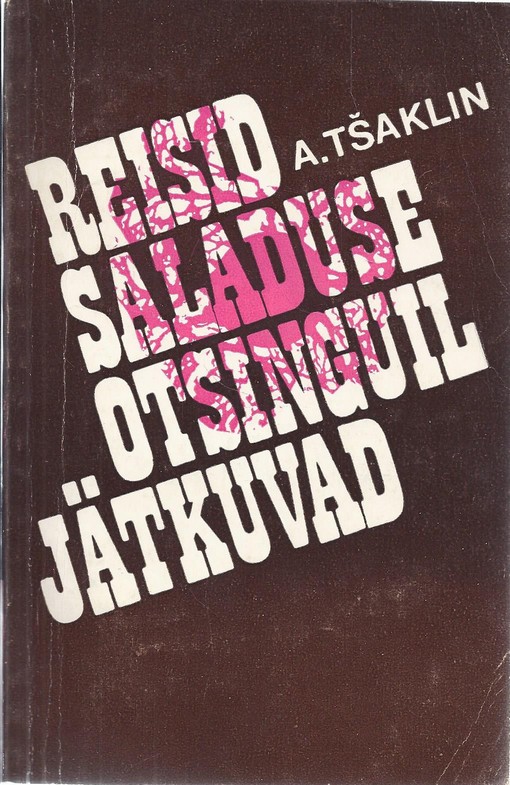 A.TŠAKLIN
REISID
SALADUSE
OTSINGUIL
JÄTKUVAD